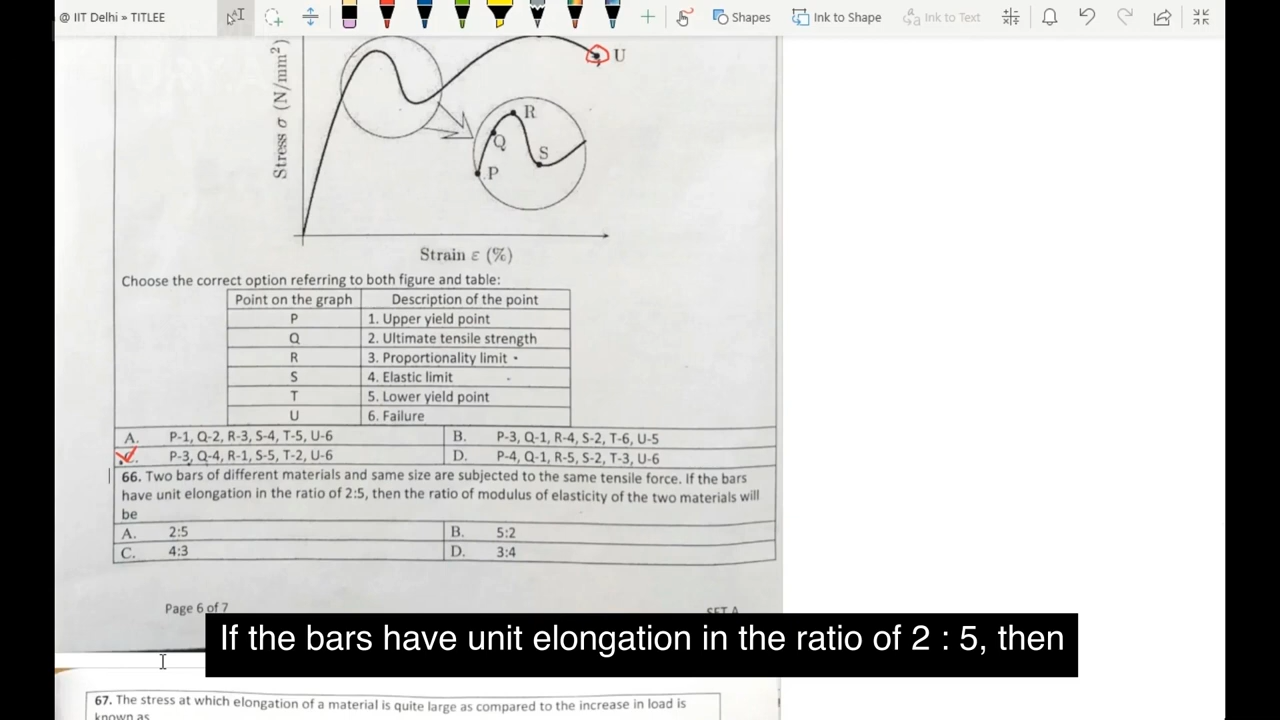 @ IIT Delhi » TITLEE
Shapes
Ink to Shape
Ink to Text
Stress σ (N/mm²)
U
R
Q
S
P
Strain ε (%)
Choose the correct option referring to both figure and table:
Point on the graph Description of the point
P 1. Upper yield point
Q 2. Ultimate tensile strength
R 3. Proportionality limit
S 4. Elastic limit
T 5. Lower yield point
U 6. Failure
A. P-1, Q-2, R-3, S-4, T-5, U-6 B. P-3, Q-1, R-4, S-2, T-6, U-5
C. P-3, Q-4, R-1, S-5, T-2, U-6 D. P-4, Q-1, R-5, S-2, T-3, U-6
66. Two bars of different materials and same size are subjected to the same tensile force. If the bars
have unit elongation in the ratio of 2:5, then the ratio of modulus of elasticity of the two materials will
be
A. 2:5 B. 5:2
C. 4:3 D. 3:4
Page 6 of 7
SET A
If the bars have unit elongation in the ratio of 2 : 5, then
67. The stress at which elongation of a material is quite large as compared to the increase in load is
known as